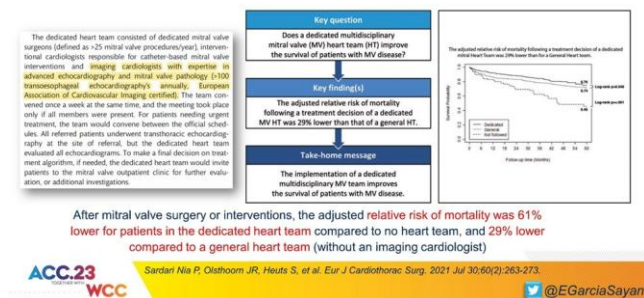 The dedicated heart team consisted of dedicated mitral valve
surgeons (defined as >25 mitral valve procedures/year), interven-
tional cardiologists responsible for catheter-based mitral valve
interventions and imaging cardiologists with expertise in
advanced echocardiography and mitral valve pathology (>100
transoesophageal echocardiography's annually, European
Association of Cardiovascular Imaging certified). The team con-
vened once a week at the same time, and the meeting took place
only if all members were present. For patients needing urgent
treatment, the team would convene between the official sched-
ules. All referred patients underwent transthoracic echocardiog-
raphy at the site of referral, but the dedicated heart team
evaluated all echocardiograms. To make a final decision on treat-
ment algorithm, if needed, the dedicated heart team would invite
patients to the mitral valve outpatient clinic for further evalu-
ation, or additional investigations.
Key question
Does a dedicated multidisciplinary
mitral valve (MV) heart team (HT) improve
the survival of patients with MV disease?
Key finding(s)
The adjusted relative risk of mortality
following a treatment decision of a dedicated
MV HT was 29% lower than that of a general HT.
Take-home message
The implementation of a dedicated
multidisciplinary MV team improves
the survival of patients with MV disease.
The adjusted relative risk of mortality following a treatment decision of a dedicated
mitral Heart Team was 29% lower than for a General Heart Team.
Survival Probability
Dedicated
General
Not followed
Follow-up time (Months)
After mitral valve surgery or interventions, the adjusted relative risk of mortality was 61%
lower for patients in the dedicated heart team compared to no heart team, and 29% lower
compared to a general heart team (without an imaging cardiologist)
ACC.23
TOGETHER WITH
WCC
Sardari Nia P, Olsthoorn JR, Heuts S, et al. Eur J Cardiothorac Surg. 2021 Jul 30;60(2):263-273.
@EGarciaSayan